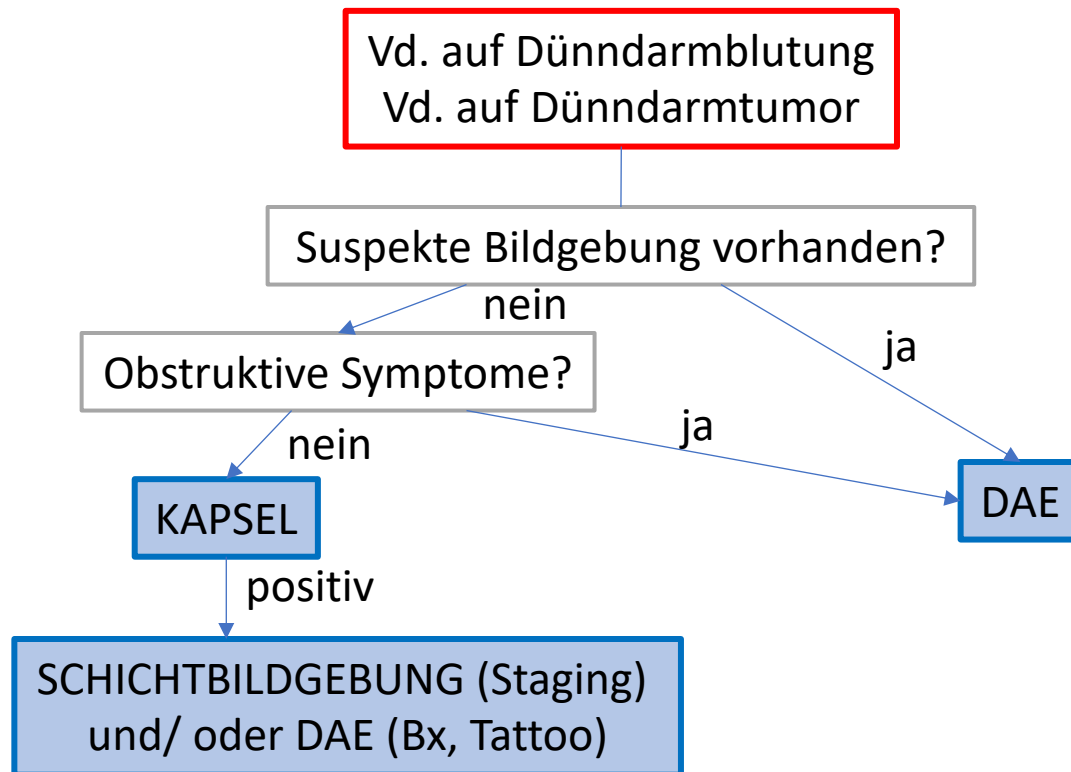 Vd. auf Dünndarmblutung
Vd. auf Dünndarmtumor
Suspekte Bildgebung vorhanden?
nein
ja
Obstruktive Symptome?
nein
ja
KAPSEL
DAE
positiv
SCHICHTBILDGEBUNG (Staging)
und/ oder DAE (Bx, Tattoo)